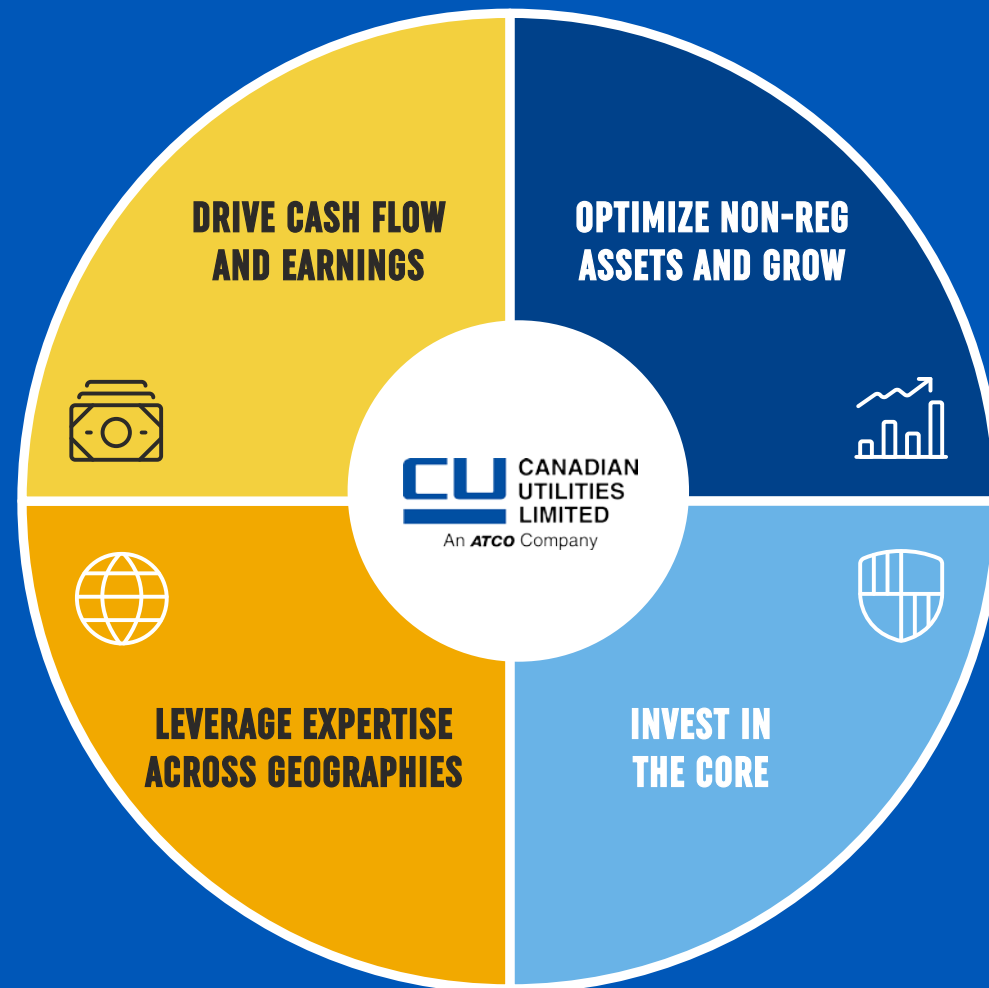 DRIVE CASH FLOW
AND EARNINGS
OPTIMIZE NON-REG
ASSETS AND GROW
CU
CANADIAN
UTILITIES
LIMITED
An ATCO Company
LEVERAGE EXPERTISE
ACROSS GEOGRAPHIES
INVEST IN
THE CORE